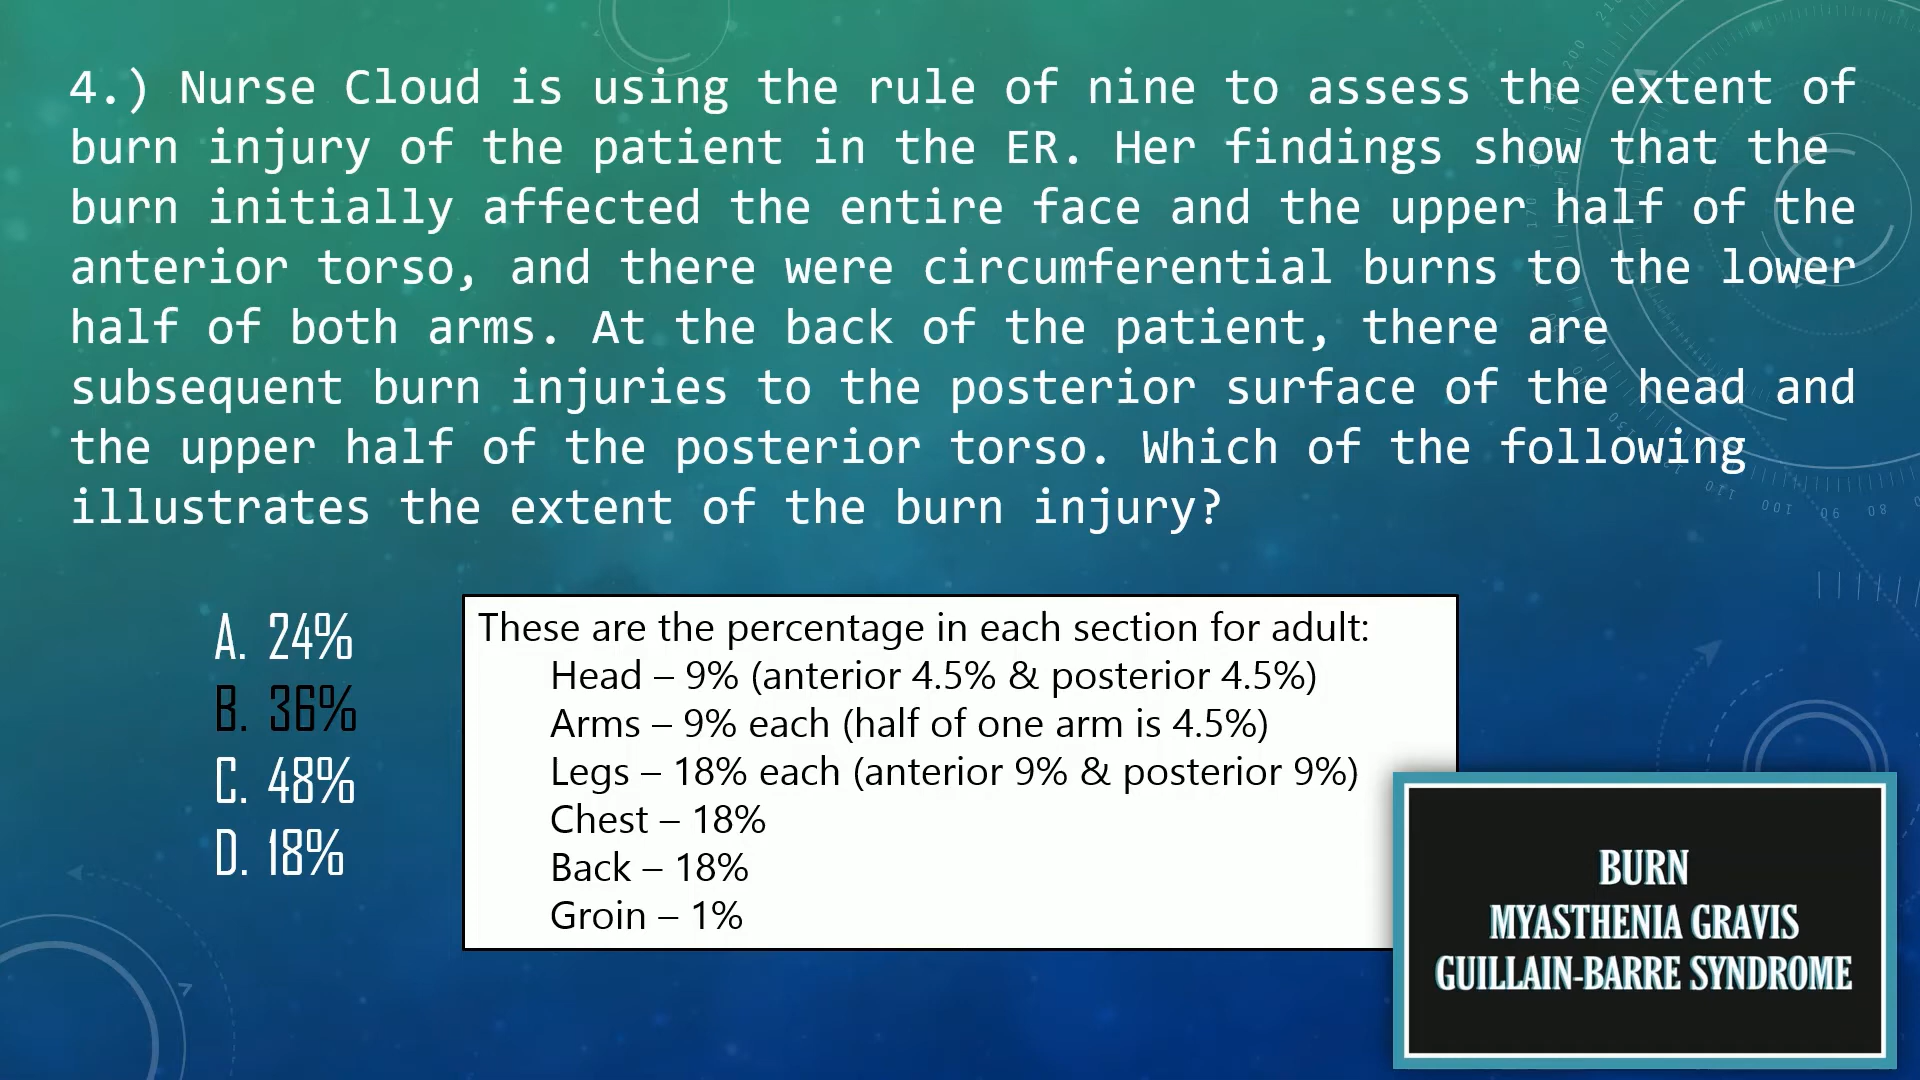 4.) Nurse Cloud is using the rule of nine to assess the extent of
burn injury of the patient in the ER. Her findings show that the
burn initially affected the entire face and the upper half of the
anterior torso, and there were circumferential burns to the lower
half of both arms. At the back of the patient, there are
subsequent burn injuries to the posterior surface of the head and
the upper half of the posterior torso. Which of the following
illustrates the extent of the burn injury?
A. 24%
B. 36%
C. 48%
D. 18%
These are the percentage in each section for adult:
Head – 9% (anterior 4.5% & posterior 4.5%)
Arms – 9% each (half of one arm is 4.5%)
Legs – 18% each (anterior 9% & posterior 9%)
Chest – 18%
Back – 18%
Groin – 1%
BURN
MYASTHENIA GRAVIS
GUILLAIN-BARRE SYNDROME